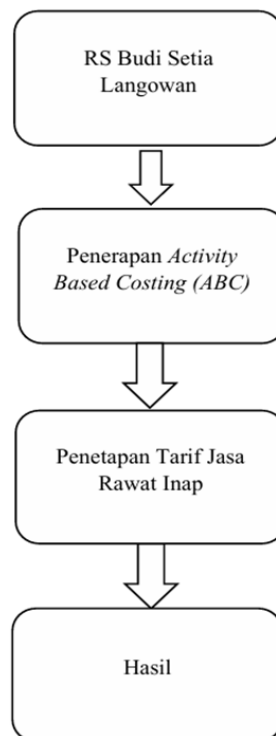 RS Budi Setia
Langowan
Penerapan Activity
Based Costing (ABC)
Penetapan Tarif Jasa
Rawat Inap
Hasil